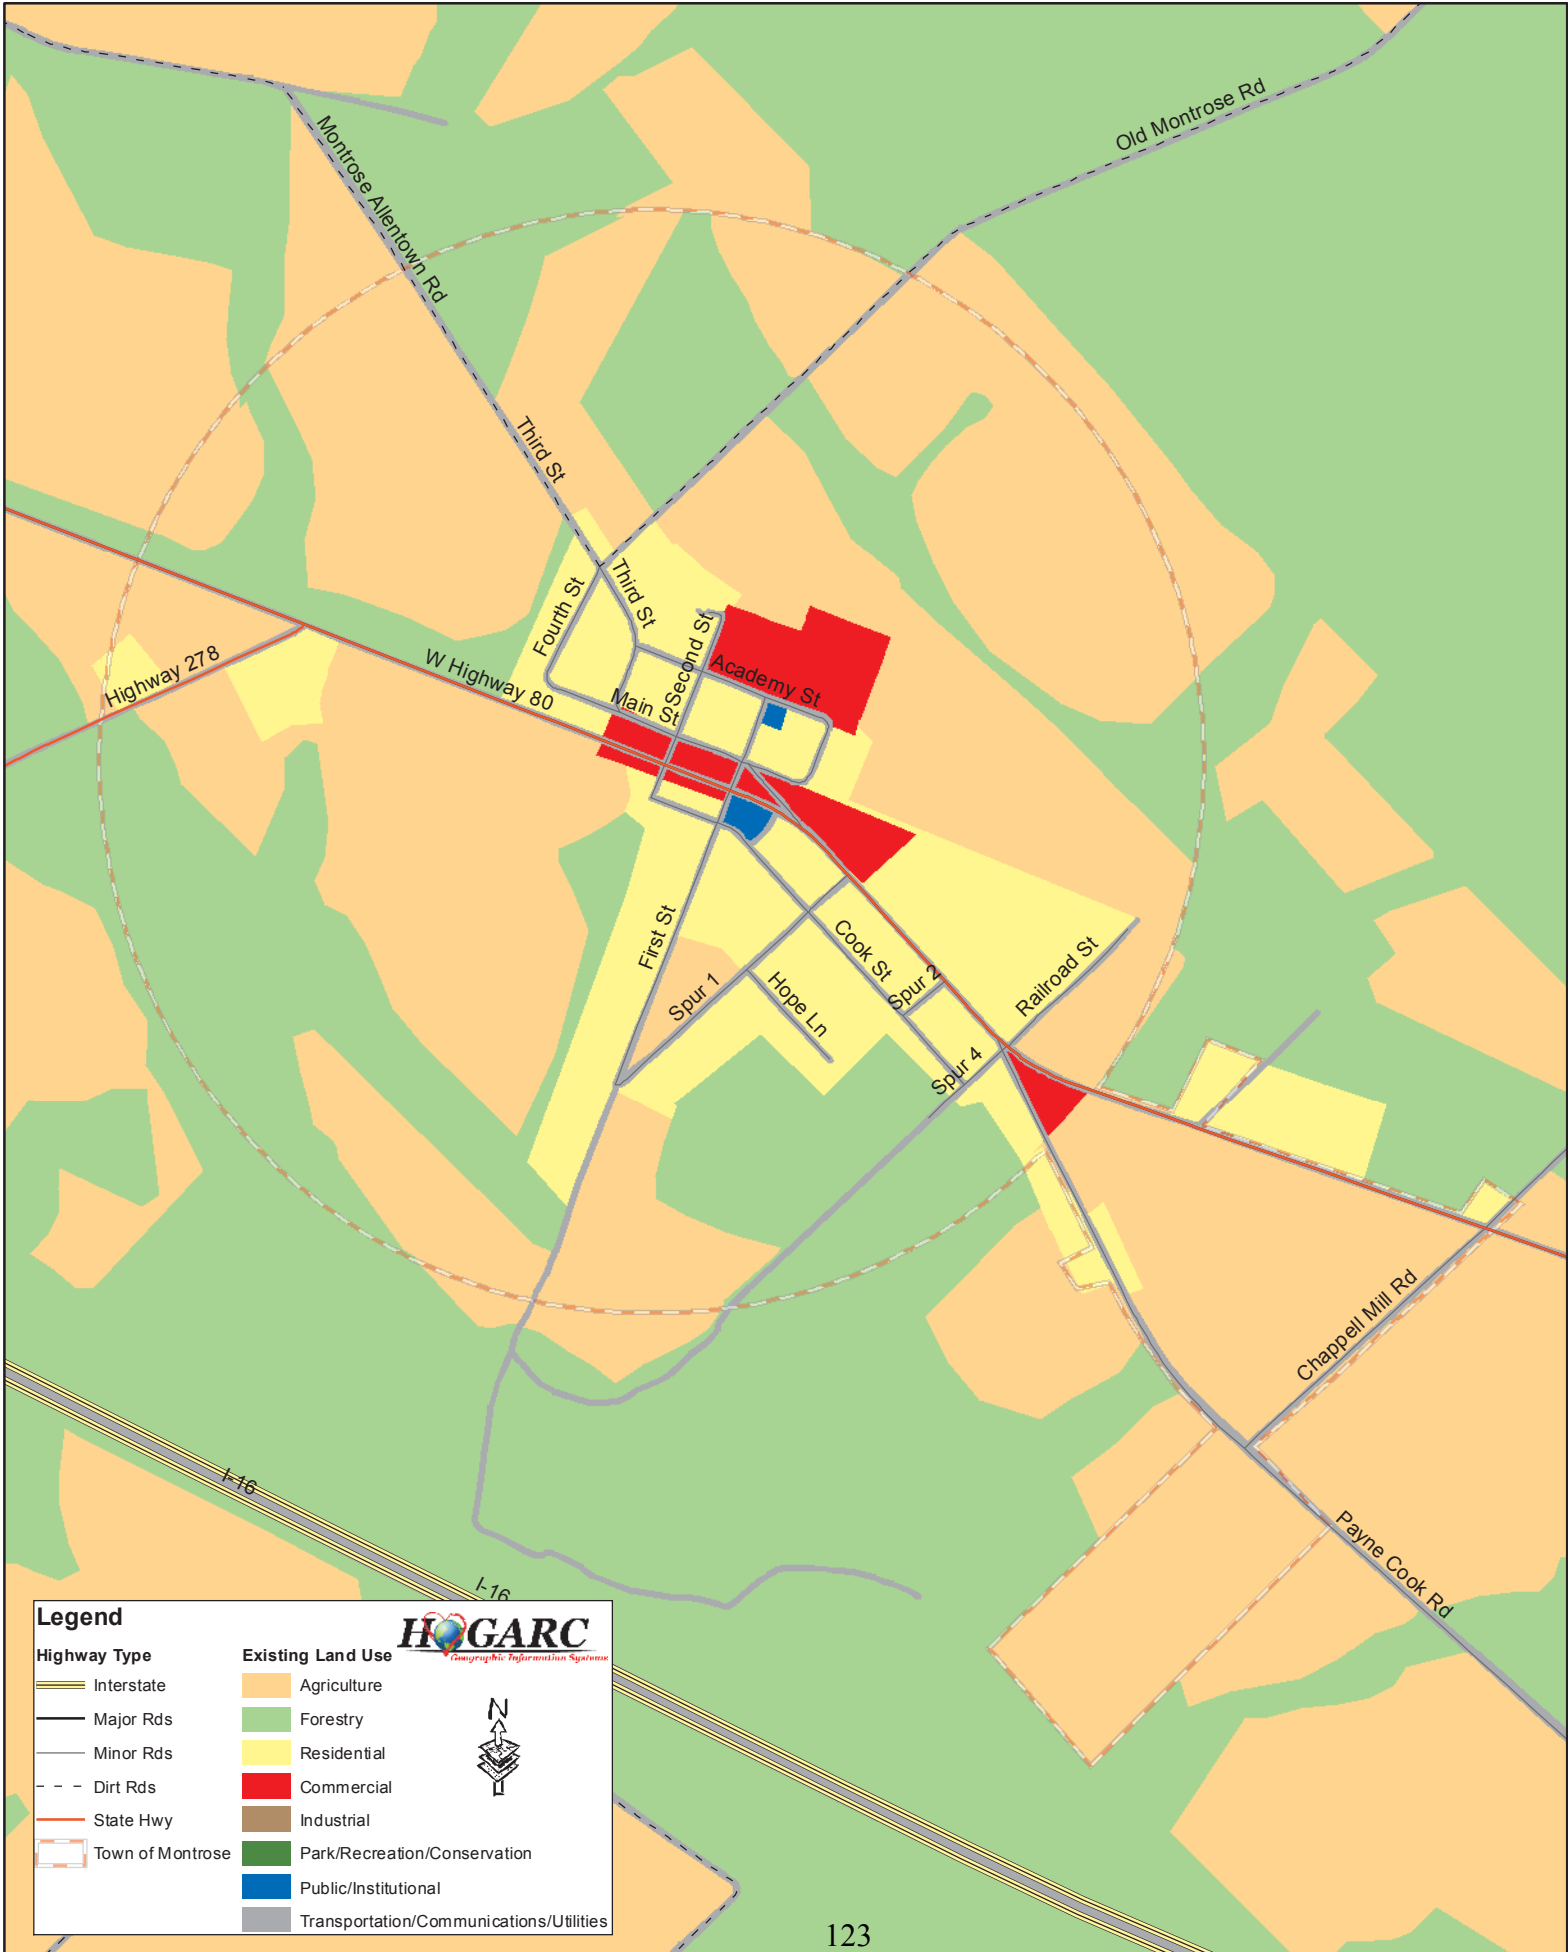 Old Montrose Rd
Montrose Allentown Rd
Third St
Third St
Fourth St
Second St
Academy St
Highway 278
W Highway 80
Main St
First St
Cook St
Spur 2
Railroad St
Spur 1
Hope Ln
Spur 4
Chappell Mill Rd
I-16
Payne Cook Rd
I-16
Legend
HOGARC
Geographic Information Systems
Highway Type
Existing Land Use
Interstate
Agriculture
Major Rds
Forestry
N
Minor Rds
Residential
Dirt Rds
Commercial
State Hwy
Industrial
Town of Montrose
Park/Recreation/Conservation
Public/Institutional
Transportation/Communications/Utilities
123